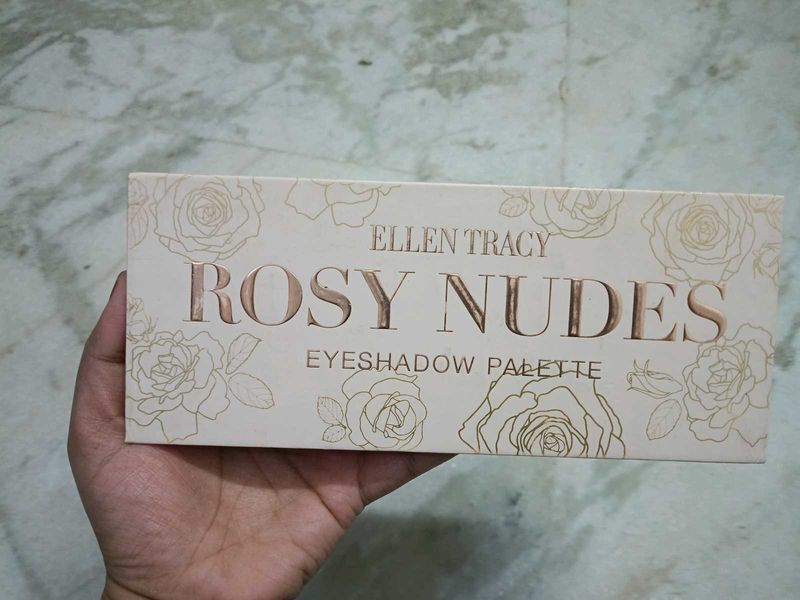 ELLEN TRACY
ROSY NUDES
EYESHADOW PALETTE